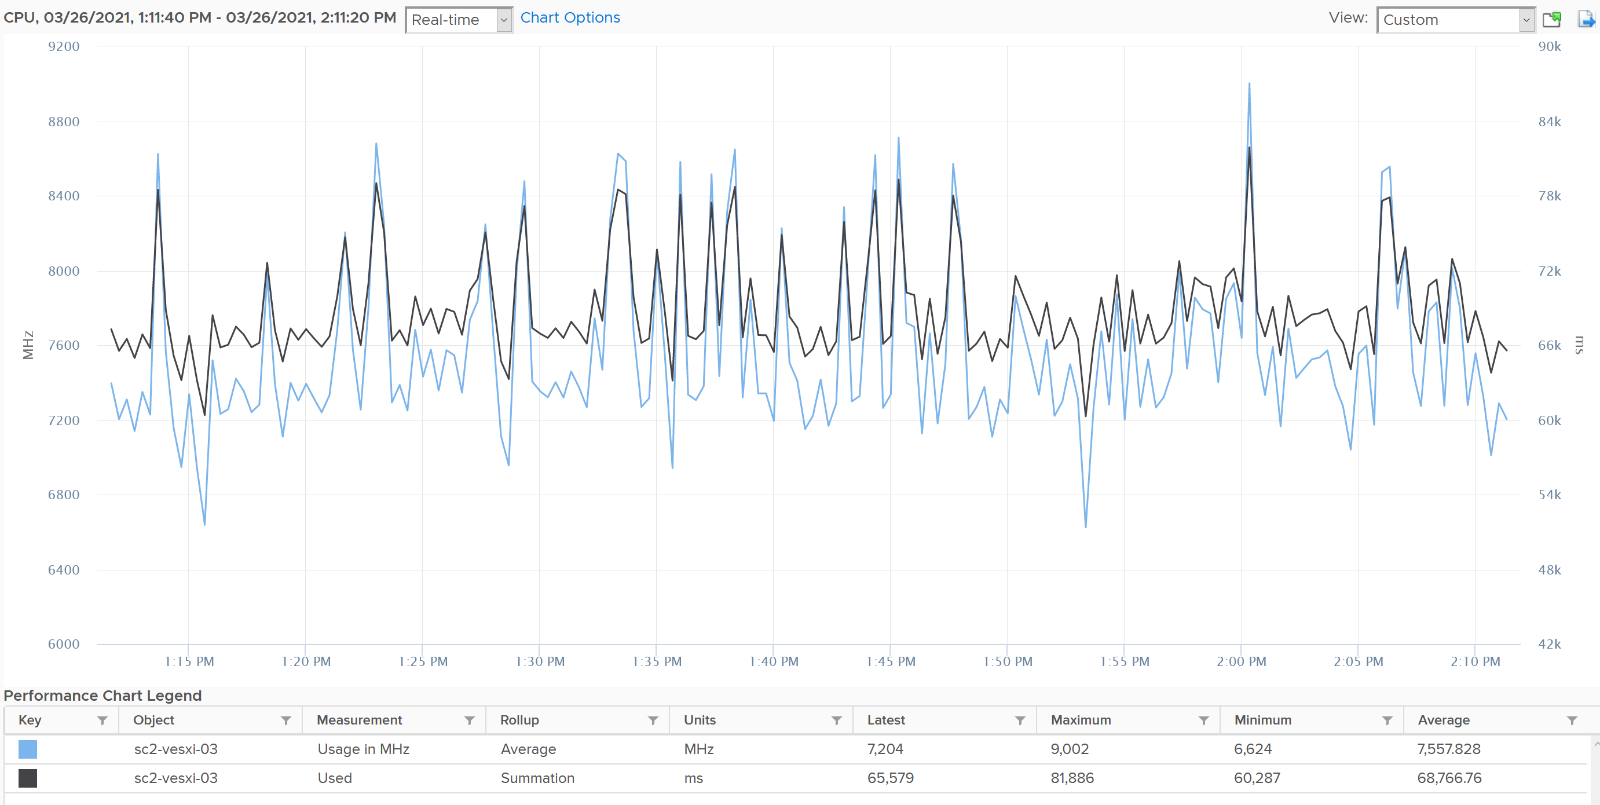 CPU, 03/26/2021, 1:11:40 PM - 03/26/2021, 2:11:20 PM Real-time Chart Options View: Custom
9200 90k
8800 84k
8400 78k
8000 72k
7600 66k
7200 60k
6800 54k
6400 48k
6000 42k
MHz
ms
1:15 PM 1:20 PM 1:25 PM 1:30 PM 1:35 PM 1:40 PM 1:45 PM 1:50 PM 1:55 PM 2:00 PM 2:05 PM 2:10 PM
Performance Chart Legend
Key Object Measurement Rollup Units Latest Maximum Minimum Average
sc2-vesxi-03 Usage in MHz Average MHz 7,204 9,002 6,624 7,557.828
sc2-vesxi-03 Used Summation ms 65,579 81,886 60,287 68,766.76